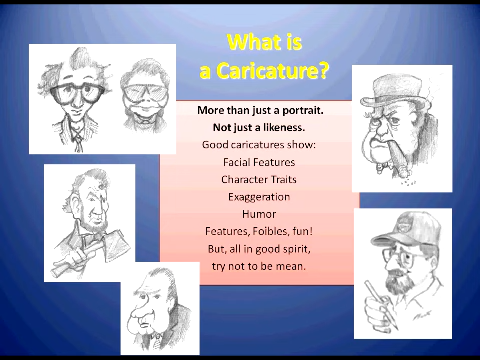 What is
a Caricature?
More than just a portrait.
Not just a likeness.
Good caricatures show:
Facial Features
Character Traits
Exaggeration
Humor
Features, Foibles, fun!
But, all in good spirit,
try not to be mean.